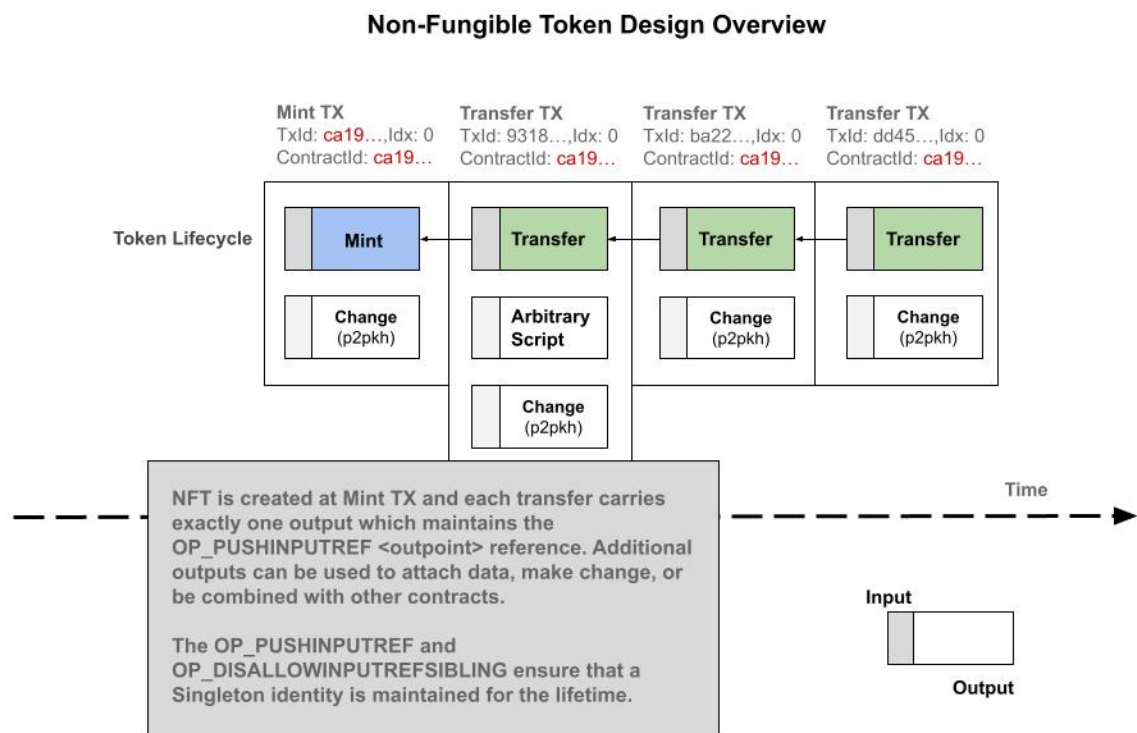 Non-Fungible Token Design Overview
Mint TX
TxId: ca19…,Idx: 0
ContractId: ca19…
Transfer TX
TxId: 9318…,Idx: 0
ContractId: ca19…
Transfer TX
TxId: ba22…,Idx: 0
ContractId: ca19…
Transfer TX
TxId: dd45…,Idx: 0
ContractId: ca19…
Token Lifecycle
Mint
Transfer
Transfer
Transfer
Change
(p2pkh)
Arbitrary
Script
Change
(p2pkh)
Change
(p2pkh)
Change
(p2pkh)
NFT is created at Mint TX and each transfer carries
exactly one output which maintains the
OP_PUSHINPUTREF <outpoint> reference. Additional
outputs can be used to attach data, make change, or
be combined with other contracts.
The OP_PUSHINPUTREF and
OP_DISALLOWINPUTREFSIBLING ensure that a
Singleton identity is maintained for the lifetime.
Time
Input
Output